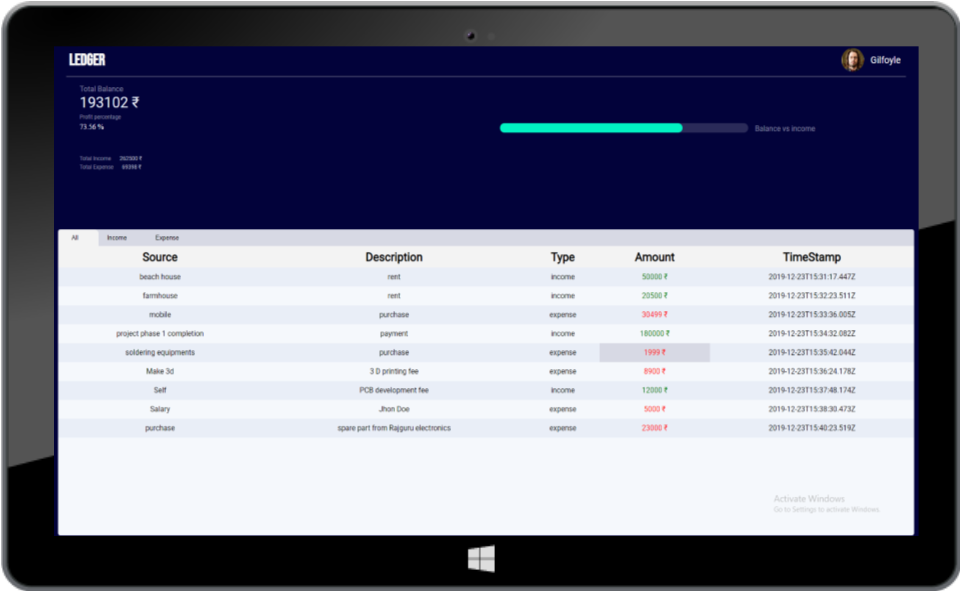 LEDGER
Gilfoyle
Total Balance
193102 ₹
Profit percentage
73.56 %
Balance vs income
Total Income 262500 ₹
Total Expense 69398 ₹
All Income Expense
Source Description Type Amount TimeStamp
beach house rent income 50000 ₹ 2019-12-23T15:31:17.447Z
farmhouse rent income 20500 ₹ 2019-12-23T15:32:23.511Z
mobile purchase expense 30499 ₹ 2019-12-23T15:33:36.005Z
project phase 1 completion payment income 180000 ₹ 2019-12-23T15:34:32.082Z
soldering equipments purchase expense 1999 ₹ 2019-12-23T15:35:42.044Z
Make 3d 3 D printing fee expense 8900 ₹ 2019-12-23T15:36:24.178Z
Self PCB development fee income 12000 ₹ 2019-12-23T15:37:48.174Z
Salary Jhon Doe expense 5000 ₹ 2019-12-23T15:38:30.473Z
purchase spare part from Rajguru electronics expense 23000 ₹ 2019-12-23T15:40:23.519Z
Activate Windows
Go to Settings to activate Windows.